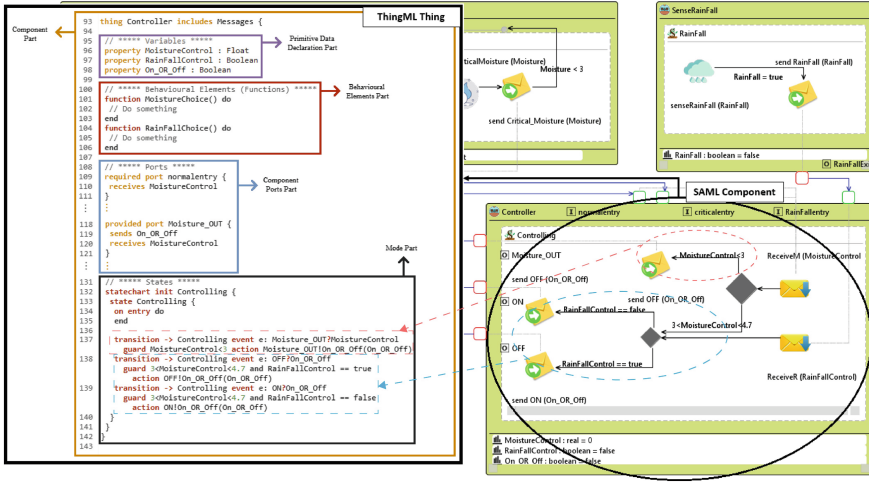 ThingML Thing
Component
Part
93 thing Controller includes Messages {
94
95 // ***** Variables *****
96 property MoistureControl : Float
97 property RainFallControl : Boolean
98 property On_OR_Off : Boolean
99
Primitive Data
Declaration Part
100 // ***** Behavioural Elements (Functions) *****
101 function MoistureChoice() do
102 // Do something
103 end
104 function RainFallChoice() do
105 // Do something
106 end
107
Behavioural
Elements Part
108 // ***** Ports *****
109 required port normalentry {
110 receives MoistureControl
111 }
⋮ ⋮
118 provided port Moisture_OUT {
119 sends On_OR_Off
120 receives MoistureControl
121 }
⋮ ⋮
Component
Ports Part
Mode Part
131 // ***** States *****
132 statechart init Controlling {
133 state Controlling {
134 on entry do
135 end
136
137 transition -> Controlling event e: Moisture_OUT?MoistureControl
guard MoistureControl<3 action Moisture_OUT!On_OR_Off(On_OR_Off)
138 transition -> Controlling event e: OFF?On_OR_Off
guard 3<MoistureControl<4.7 and RainFallControl == true
action OFF!On_OR_Off(On_OR_Off)
139 transition -> Controlling event e: ON?On_OR_Off
guard 3<MoistureControl<4.7 and RainFallControl == false
action ON!On_OR_Off(On_OR_Off)
140 }
141 }
142 }
143
criticalMoisture (Moisture)
Moisture < 3
send Critical_Moisture (Moisture)
SenseRainFall
RainFall
send RainFall (RainFall)
RainFall = true
senseRainFall (RainFall)
RainFall : boolean = false
RainFallEx
SAML Component
Controller
normalentry
criticalentry
RainFallentry
Controlling
Moisture_OUT
MoistureControl<3
ReceiveM (MoistureControl
send OFF (On_OR_Off)
ON
send OFF (On_OR_Off)
RainFallControl == false
3<MoistureControl<4.7
OFF
RainFallControl == true
ReceiveR (RainFallControl)
send ON (On_OR_Off)
MoistureControl : real = 0
RainFallControl : boolean = false
On_OR_Off : boolean = false